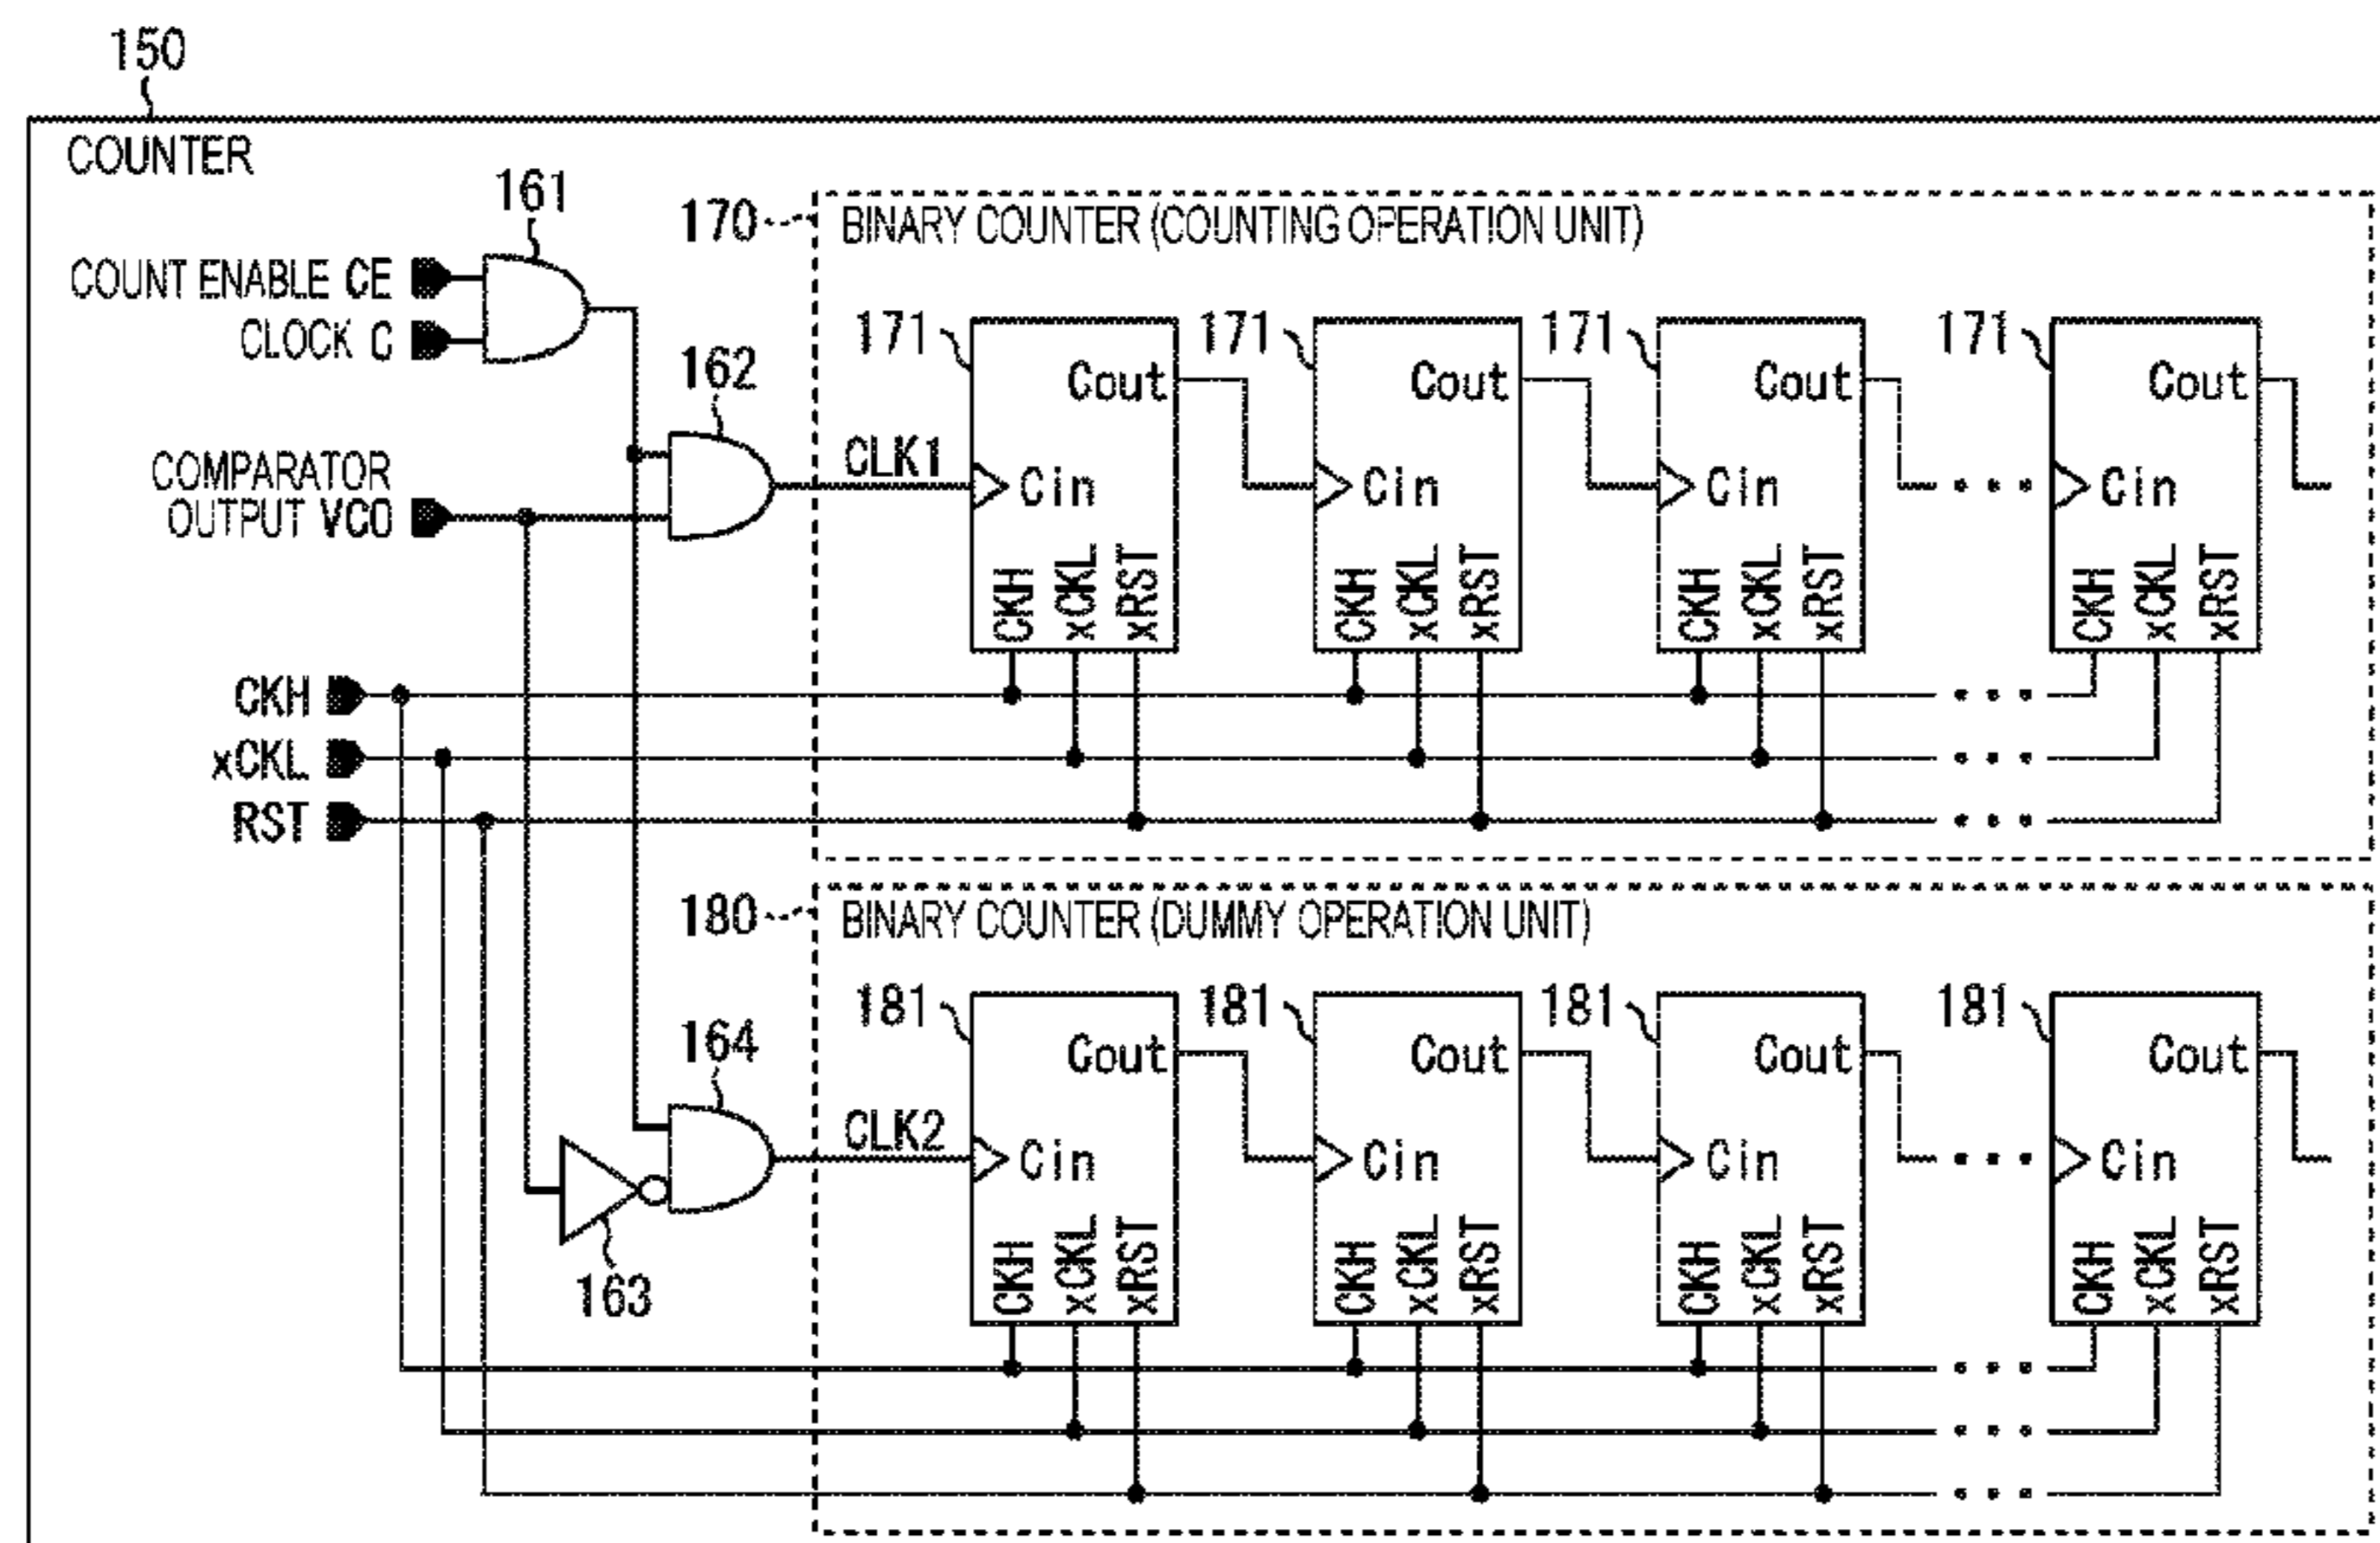 150
COUNTER
161
170
BINARY COUNTER (COUNTING OPERATION UNIT)
COUNT ENABLE CE
CLOCK C
162
171
171
171
171
Cout
Cout
Cout
Cout
COMPARATOR
OUTPUT VCO
CLK1
Cin
Cin
Cin
Cin
CKH
xCKL
xRST
CKH
xCKL
xRST
CKH
xCKL
xRST
CKH
xCKL
xRST
CKH
xCKL
RST
180
BINARY COUNTER (DUMMY OPERATION UNIT)
164
181
181
181
181
Cout
Cout
Cout
Cout
CLK2
Cin
Cin
Cin
Cin
163
CKH
xCKL
xRST
CKH
xCKL
xRST
CKH
xCKL
xRST
CKH
xCKL
xRST